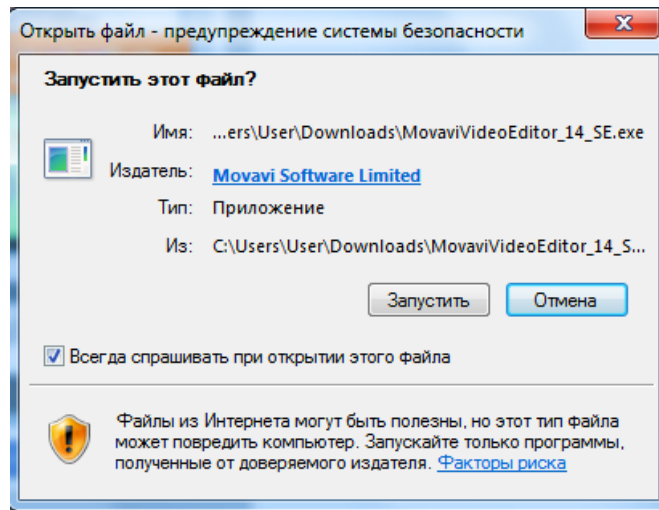 Открыть файл - предупреждение системы безопасности
Запустить этот файл?
Имя: ...ers\User\Downloads\MovaviVideoEditor_14_SE.exe
Издатель: Movavi Software Limited
Тип: Приложение
Из: C:\Users\User\Downloads\MovaviVideoEditor_14_S...
Запустить Отмена
Всегда спрашивать при открытии этого файла
Файлы из Интернета могут быть полезны, но этот тип файла
может повредить компьютер. Запускайте только программы,
полученные от доверяемого издателя. Факторы риска